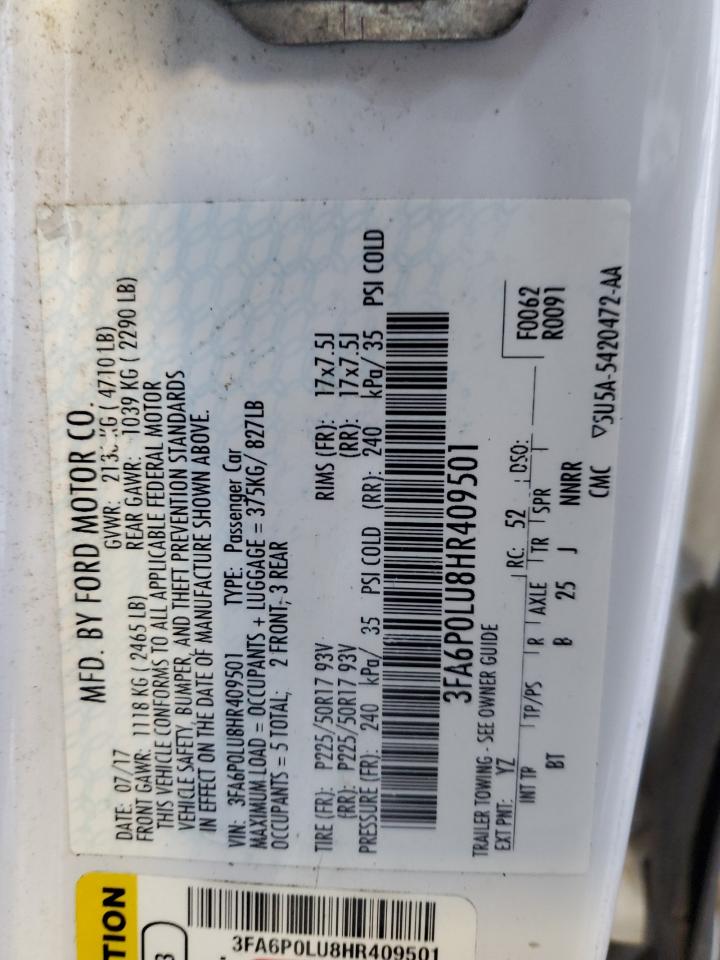 MFD. BY FORD MOTOR CO.
DATE: 07/17 GVWR: KG ( 4710 LB)
FRONT GAWR: 1118 KG ( 2465 LB) REAR GAWR: 1039 KG ( 2290 LB)
THIS VEHICLE CONFORMS TO ALL APPLICABLE FEDERAL MOTOR
VEHICLE SAFETY, BUMPER, AND THEFT PREVENTION STANDARDS
IN EFFECT ON THE DATE OF MANUFACTURE SHOWN ABOVE.
VIN: 3FA6P0LU8HR409501 TYPE: Passenger Car
MAXIMUM LOAD = OCCUPANTS + LUGGAGE = 375KG/ 827LB
OCCUPANTS = 5 TOTAL; 2 FRONT; 3 REAR
TIRE (FR): P225/50R17 93V RIMS (FR): 17x7.5J
(RR): P225/50R17 93V (RR): 17x7.5J
PRESSURE (FR): 240 kPa/ 35 PSI COLD (RR): 240 kPa/ 35 PSI COLD
3FA6P0LU8HR409501
TRAILER TOWING - SEE OWNER GUIDE
EXT PNT: YZ RC: 52 DSO: F0062
INT TP TP/PS R AXLE TR SPR R0091
BT B 25 J NNRR
CMC ▽5U5A-5420472-AA
TION
3FA6P0LU8HR409501